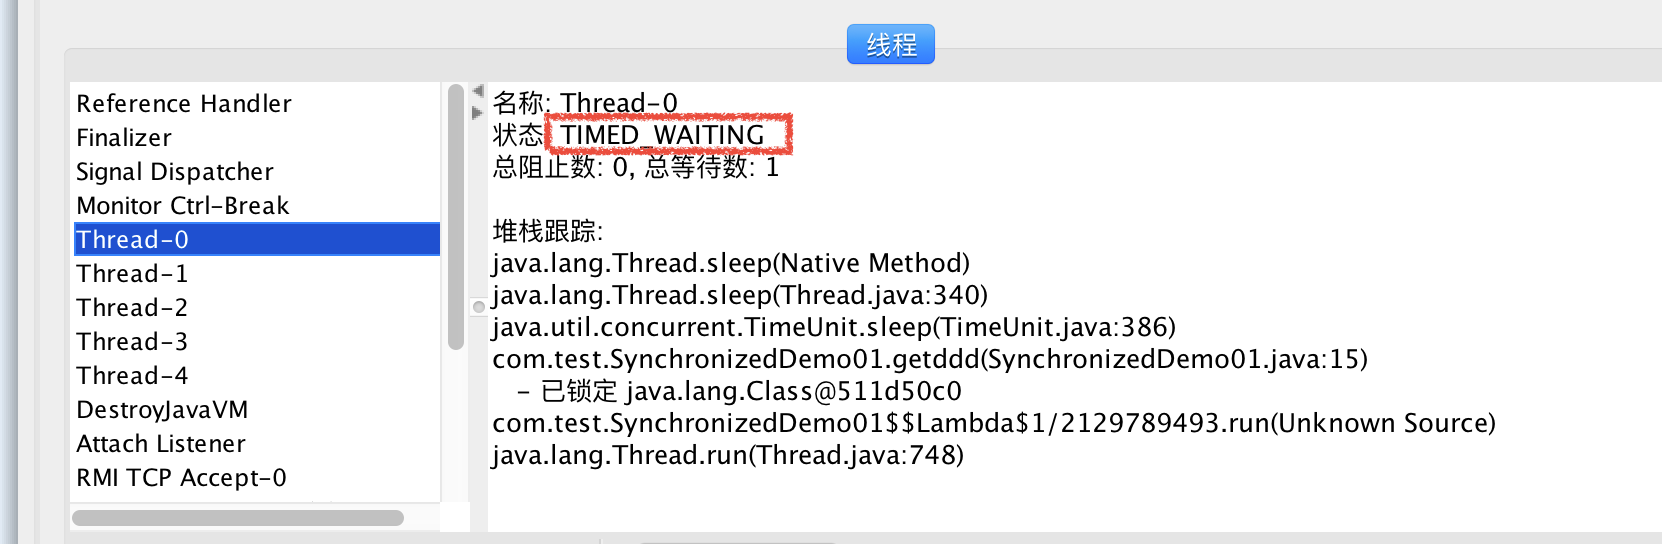 线程
Reference Handler
Finalizer
Signal Dispatcher
Monitor Ctrl-Break
Thread-0
Thread-1
Thread-2
Thread-3
Thread-4
DestroyJavaVM
Attach Listener
RMI TCP Accept-0
名称: Thread-0
状态: TIMED_WAITING
总阻止数: 0, 总等待数: 1
堆栈跟踪:
java.lang.Thread.sleep(Native Method)
java.lang.Thread.sleep(Thread.java:340)
java.util.concurrent.TimeUnit.sleep(TimeUnit.java:386)
com.test.SynchronizedDemo01.getddd(SynchronizedDemo01.java:15)
- 已锁定 java.lang.Class@511d50c0
com.test.SynchronizedDemo01$$Lambda$1/2129789493.run(Unknown Source)
java.lang.Thread.run(Thread.java:748)